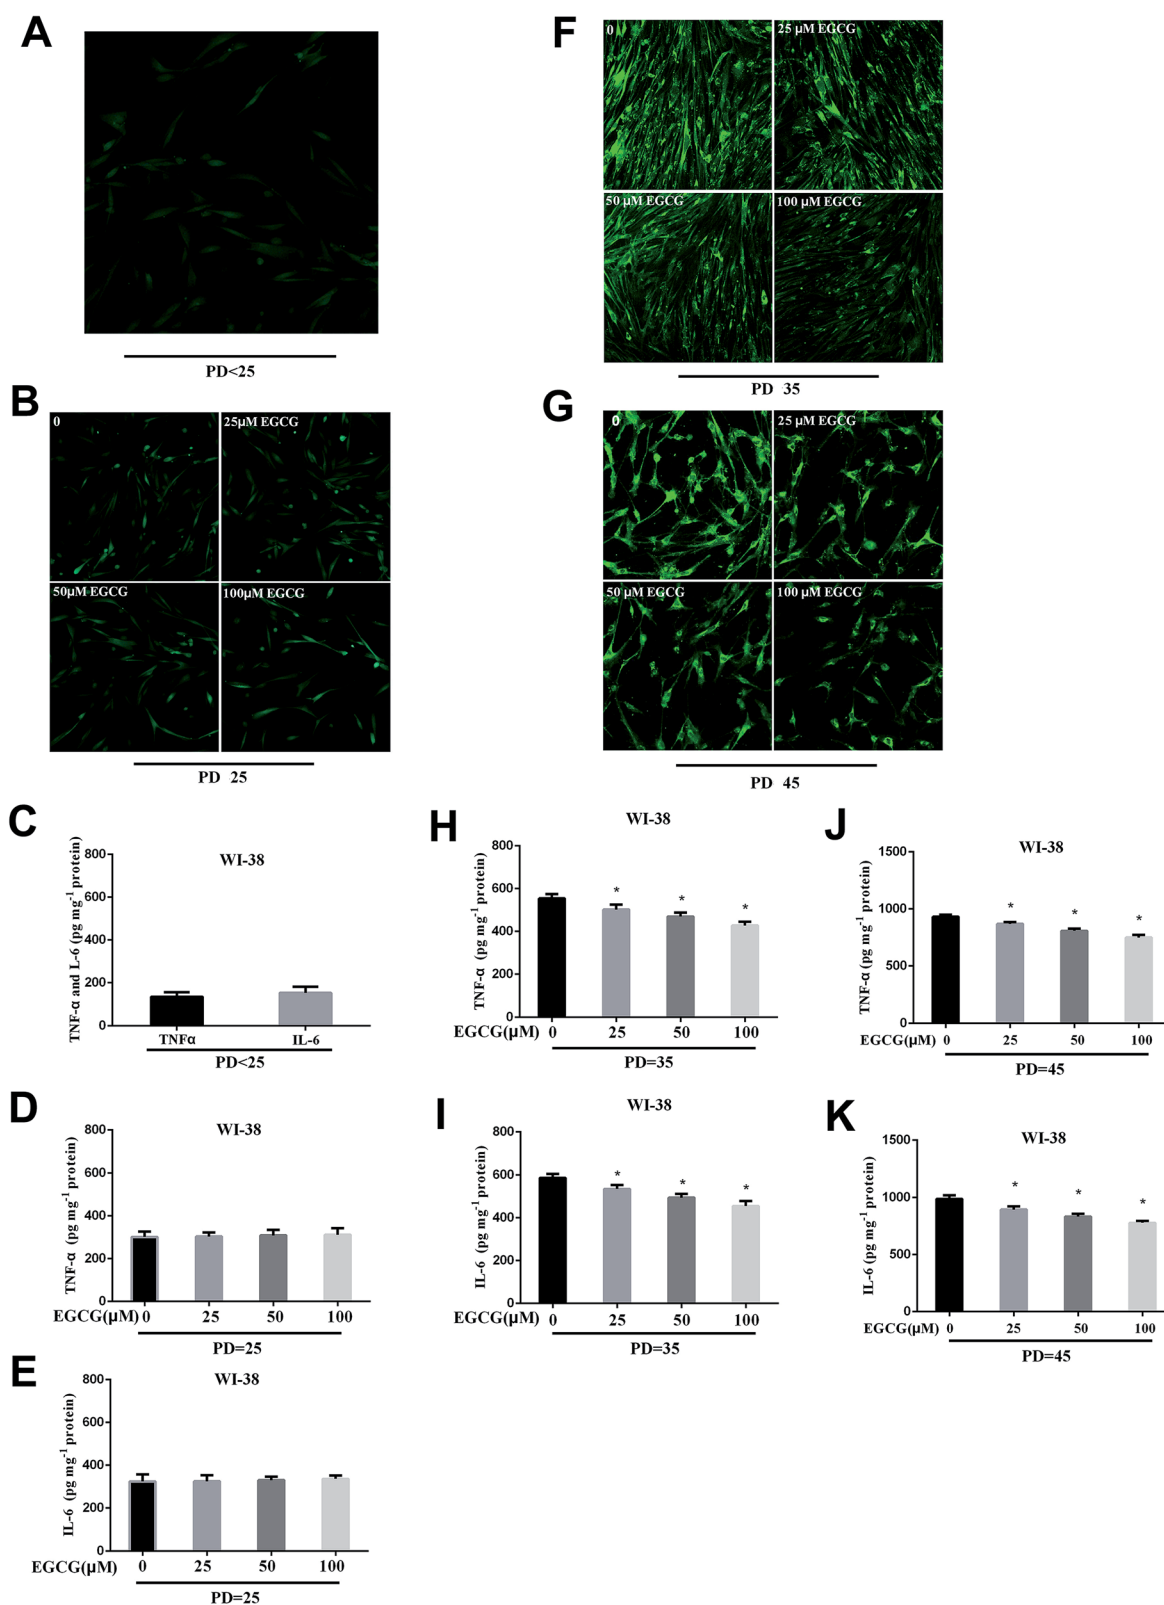 A
PD<25
B
0
25µM EGCG
50µM EGCG
100µM EGCG
PD 25
C
WI-38
TNF-α and L-6 (pg mg-1 protein)
800
600
400
200
0
TNFα
IL-6
PD<25
D
WI-38
TNF-α (pg mg-1 protein)
800
600
400
300
0
EGCG(µM)
0
25
50
100
PD=25
E
WI-38
IL-6 (pg mg-1 protein)
800
600
400
200
0
EGCG(µM)
0
25
50
100
PD=25
F
0
25 µM EGCG
50 µM EGCG
100 µM EGCG
PD 35
G
0
25 µM EGCG
50 µM EGCG
100 µM EGCG
PD 45
H
WI-38
TNF-α (pg mg-1 protein)
800
600
400
200
0
*
*
*
EGCG(µM)
0
25
50
100
PD=35
I
WI-38
IL-6 (pg mg-1 protein)
800
600
400
200
0
*
*
*
EGCG(µM)
0
25
50
100
PD=35
J
WI-38
TNF-α (pg mg-1 protein)
1500
1000
500
0
*
*
*
EGCG(µM)
0
25
50
100
PD=45
K
WI-38
IL-6 (pg mg-1 protein)
1500
1000
500
0
*
*
*
EGCG(µM)
0
25
50
100
PD=45